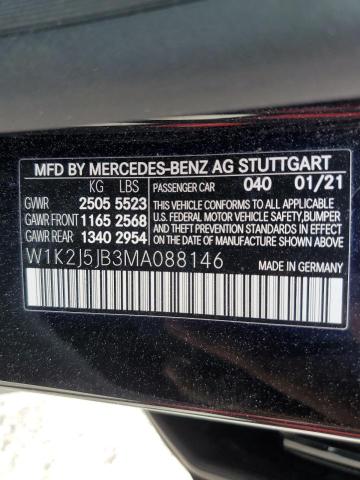 MFD BY MERCEDES-BENZ AG STUTTGART
KG LBS PASSENGER CAR 040 01/21
GVWR 2505 5523 THIS VEHICLE CONFORMS TO ALL APPLICABLE
GAWR FRONT 1165 2568 U.S. FEDERAL MOTOR VEHICLE SAFETY, BUMPER
GAWR REAR 1340 2954 AND THEFT PREVENTION STANDARDS IN EFFECT
ON THE DATE OF MANUFACTURE SHOWN ABOVE.
W1K2J5JB3MA088146 MADE IN GERMANY